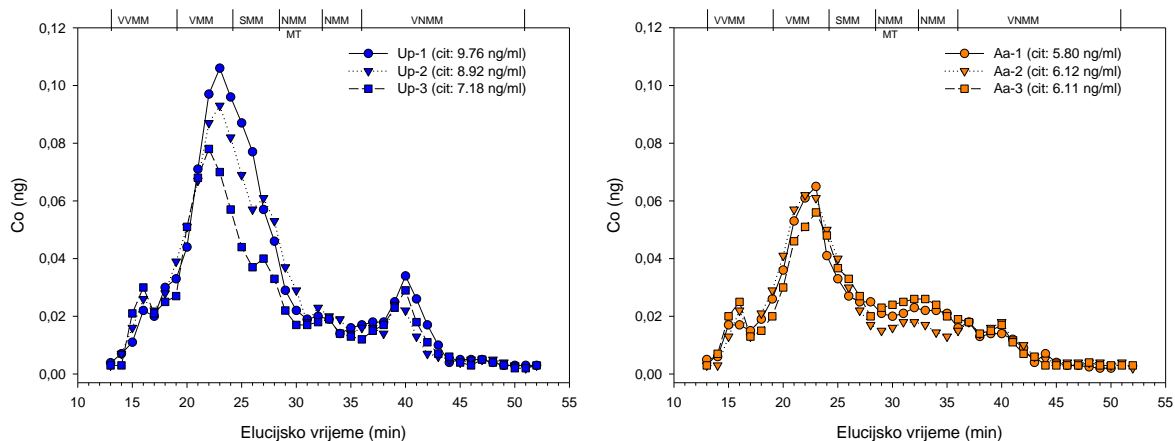 VVMM VMM SMM NMM NMM VNMM
MT
0,12
0,10
0,08
0,06
0,04
0,02
0,00
Co (ng)
Up-1 (cit: 9.76 ng/ml)
Up-2 (cit: 8.92 ng/ml)
Up-3 (cit: 7.18 ng/ml)
10 15 20 25 30 35 40 45 50 55
Elucijsko vrijeme (min)
VVMM VMM SMM NMM NMM VNMM
MT
0,12
0,10
0,08
0,06
0,04
0,02
0,00
Co (ng)
Aa-1 (cit: 5.80 ng/ml)
Aa-2 (cit: 6.12 ng/ml)
Aa-3 (cit: 6.11 ng/ml)
10 15 20 25 30 35 40 45 50 55
Elucijsko vrijeme (min)